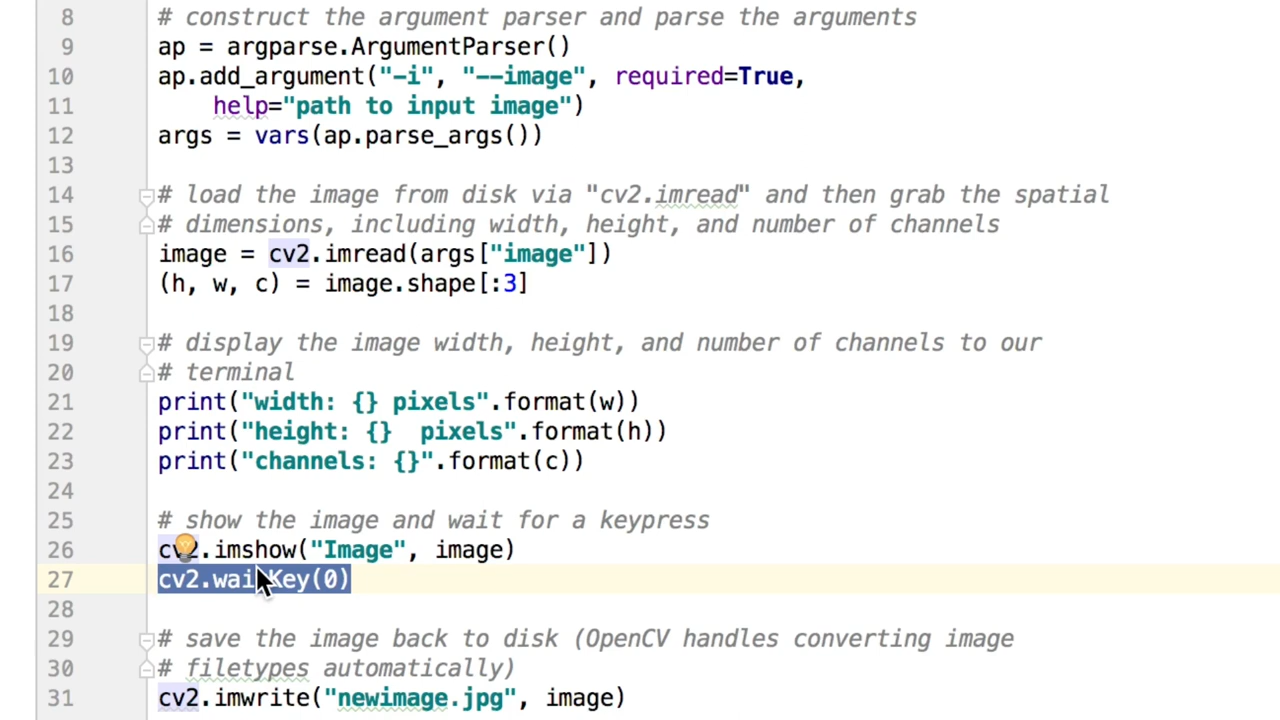 8 # construct the argument parser and parse the arguments
9 ap = argparse.ArgumentParser()
10 ap.add_argument("-i", "--image", required=True,
11     help="path to input image")
12 args = vars(ap.parse_args())
13
14 # load the image from disk via "cv2.imread" and then grab the spatial
15 # dimensions, including width, height, and number of channels
16 image = cv2.imread(args["image"])
17 (h, w, c) = image.shape[:3]
18
19 # display the image width, height, and number of channels to our
20 # terminal
21 print("width: {} pixels".format(w))
22 print("height: {}  pixels".format(h))
23 print("channels: {}".format(c))
24
25 # show the image and wait for a keypress
26 cv2.imshow("Image", image)
27 cv2.waitKey(0)
28
29 # save the image back to disk (OpenCV handles converting image
30 # filetypes automatically)
31 cv2.imwrite("newimage.jpg", image)